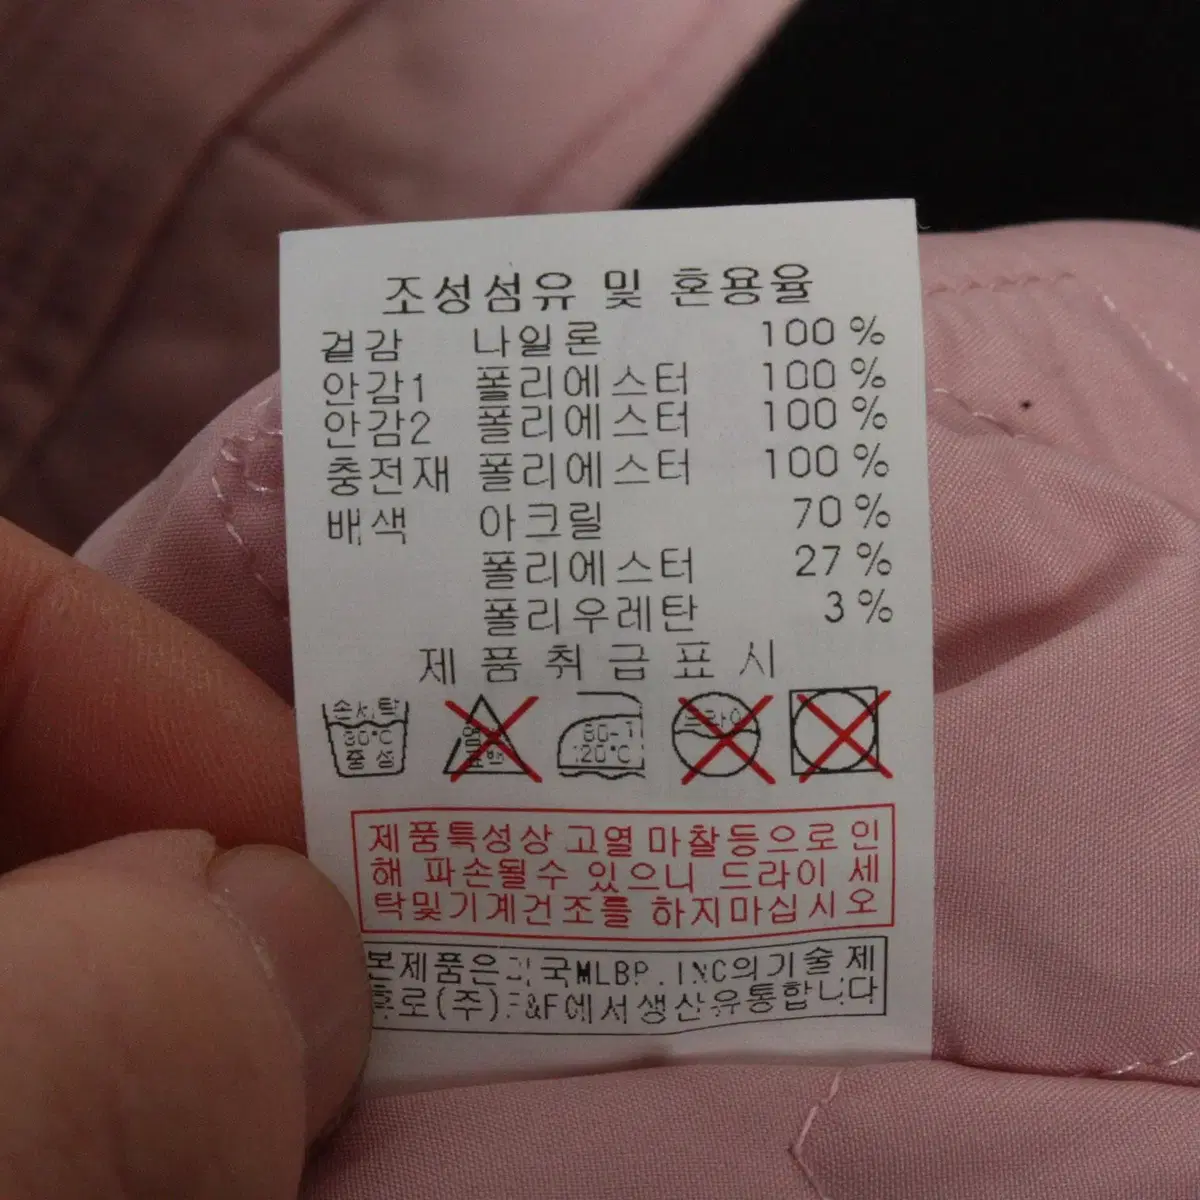 조성섬유 및 혼용율
겉감 나일론 100 %
안감1 폴리에스터 100 %
안감2 폴리에스터 100 %
충전재 폴리에스터 100 %
배색 아크릴 70 %
폴리에스터 27 %
폴리우레탄 3 %
제 품 취 급 표 시
손세탁 드라이
80-1
중성 120℃
제품특성상 고열 마찰등으로 인
해 파손될수 있으니 드라이 세
탁및기계건조를 하지마십시오
본제품은 MLBP.INC의기술제
로(주)F&F에서생산유통합니다